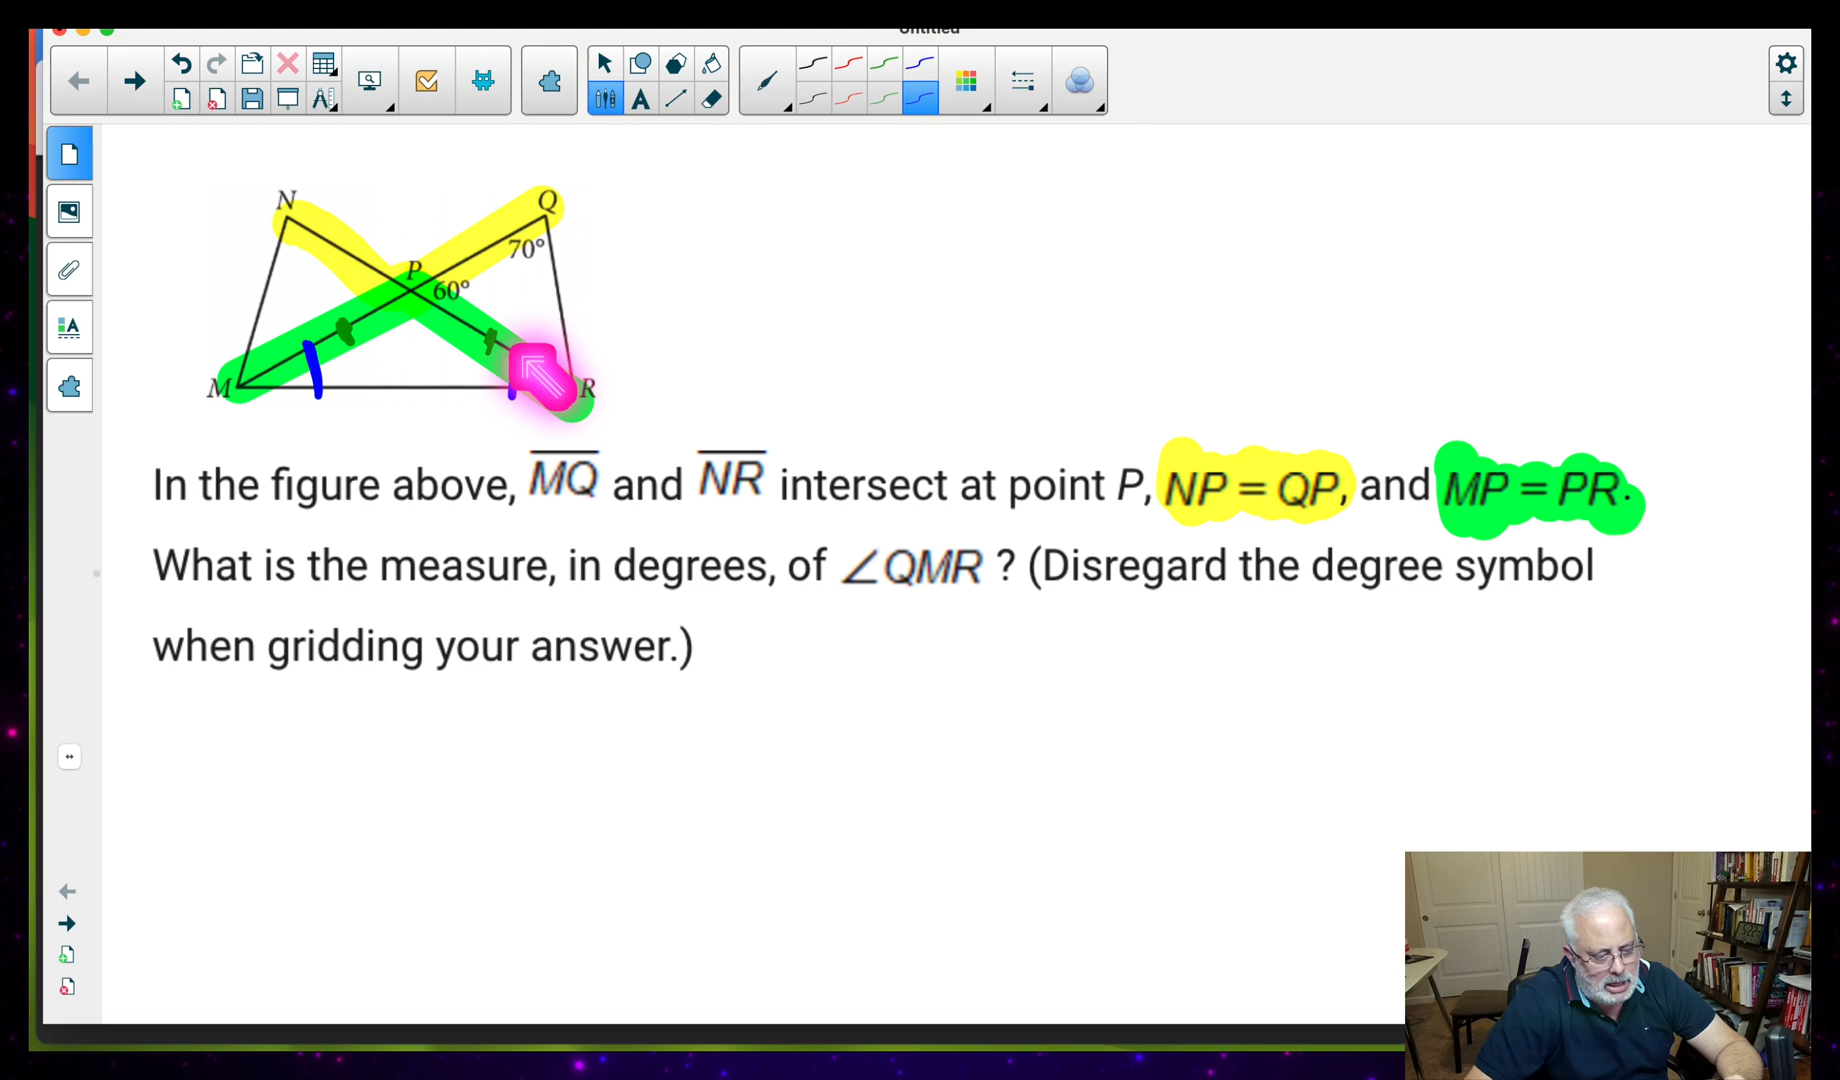 Untitled
N
Q
70°
P
60°
M
R
In the figure above, MQ and NR intersect at point P, NP = QP, and MP = PR.
What is the measure, in degrees, of ∠QMR ? (Disregard the degree symbol
when gridding your answer.)